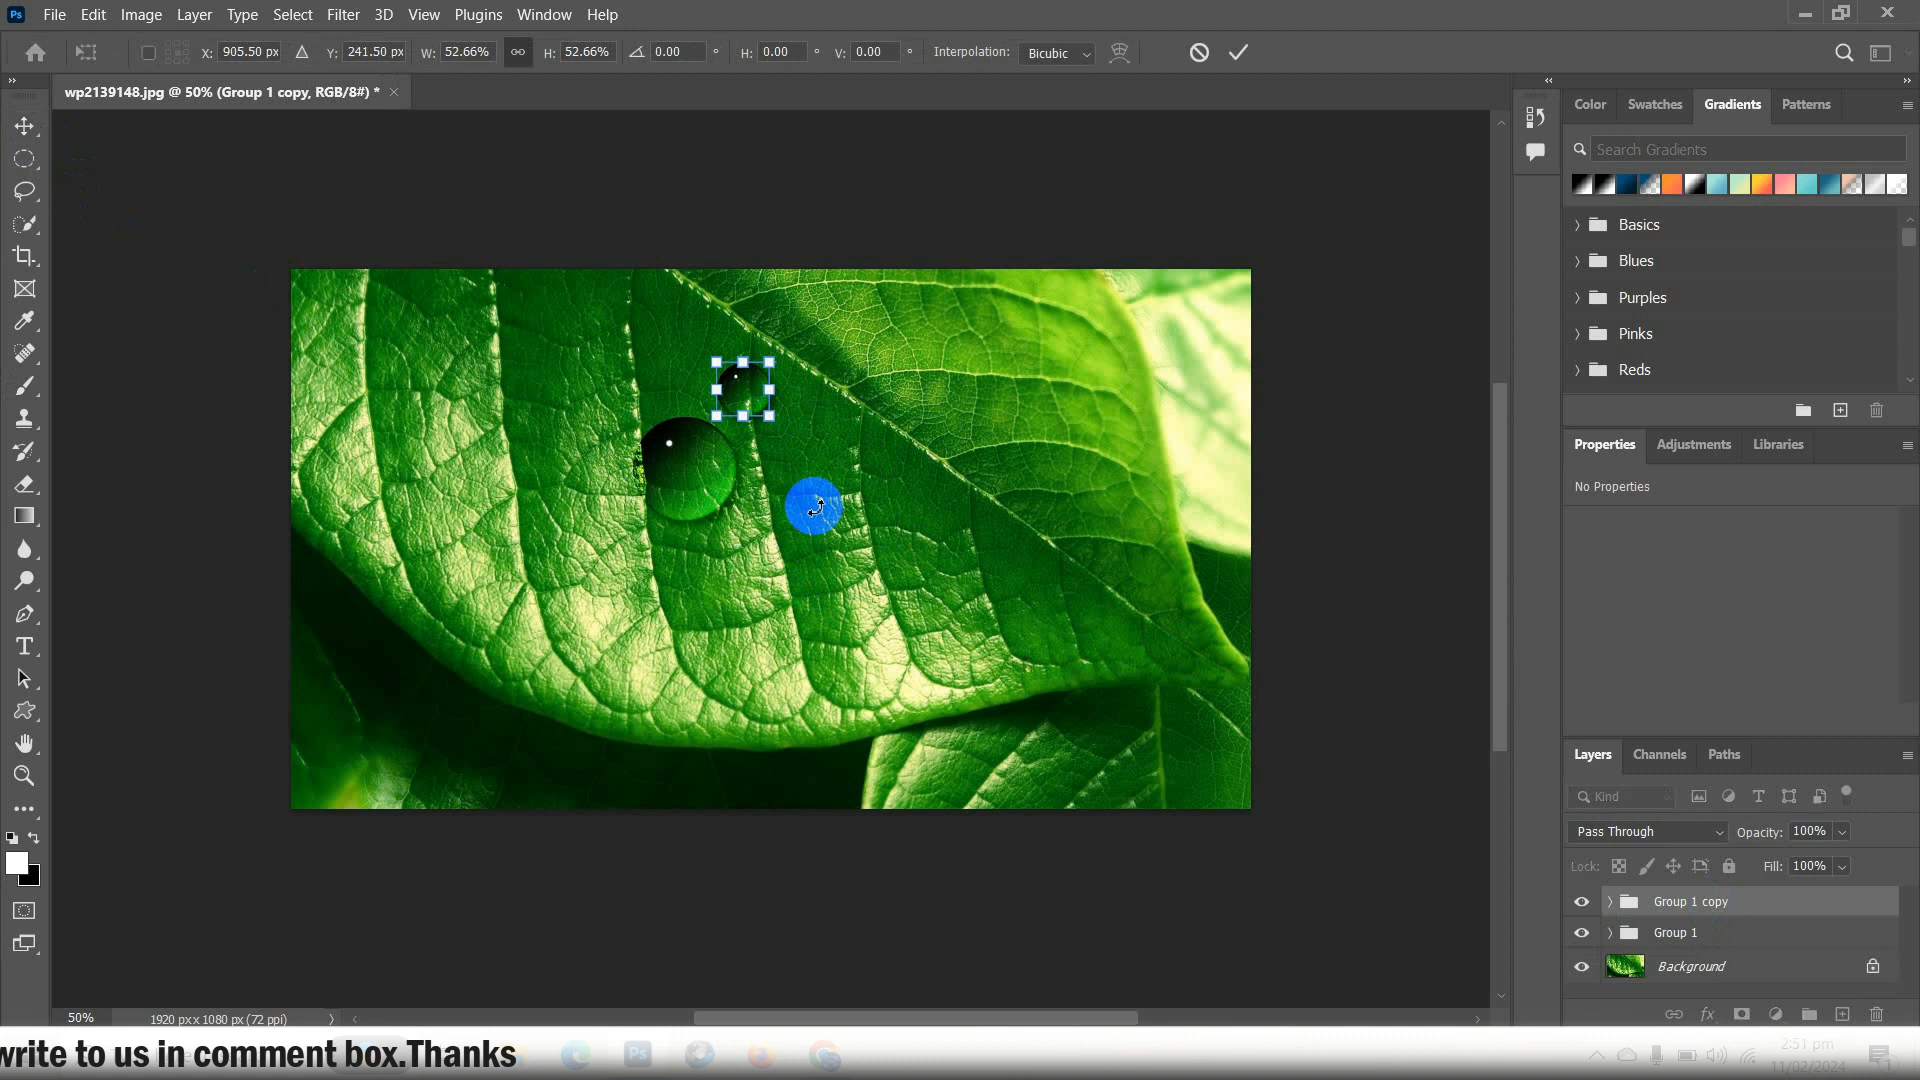 Ps File Edit Image Layer Type Select Filter 3D View Plugins Window Help
X: 905.50 px Y: 241.50 px W: 52.66% H: 52.66% 0.00 ° H: 0.00 ° V: 0.00 ° Interpolation: Bicubic
wp2139148.jpg @ 50% (Group 1 copy, RGB/8#) *
Color Swatches Gradients Patterns
Search Gradients
Basics
Blues
Purples
Pinks
Reds
Properties Adjustments Libraries
No Properties
Layers Channels Paths
Kind
Pass Through Opacity: 100%
Lock: Fill: 100%
Group 1 copy
Group 1
Background
50% 1920 px x 1080 px (72 ppi)
write to us in comment box.Thanks
2:51 pm
11/02/2024